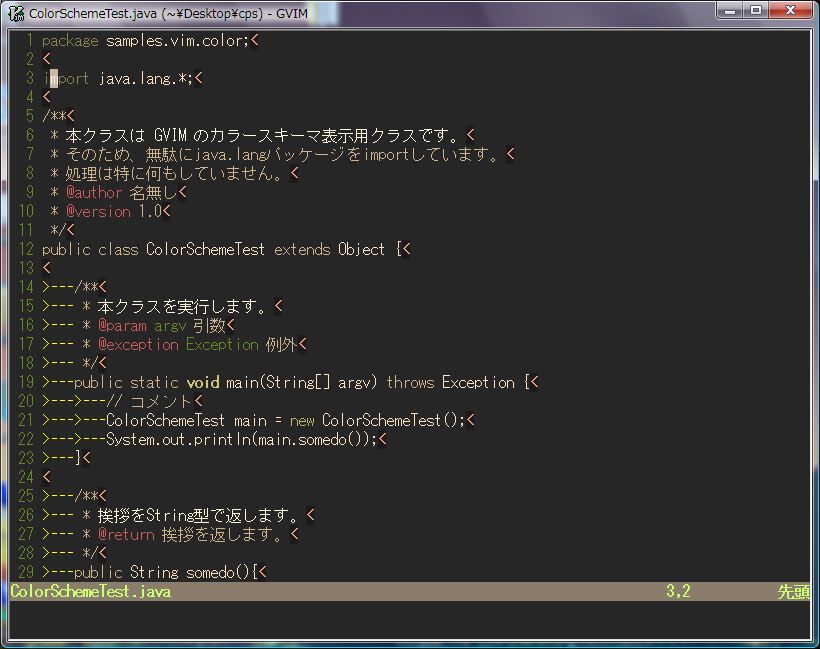 ColorSchemeTest.java (~¥Desktop¥cps) - GVIM
1 package samples.vim.color;<
2 <
3 import java.lang.*;<
4 <
5 /**<
6  * 本クラスは GVIM のカラースキーマ表示用クラスです。<
7  * そのため、無駄にjava.langパッケージをimportしています。<
8  * 処理は特に何もしていません。<
9  * @author 名無し<
10  * @version 1.0<
11  */<
12 public class ColorSchemeTest extends Object {<
13 <
14 >---/**<
15 >--- * 本クラスを実行します。<
16 >--- * @param argv 引数<
17 >--- * @exception Exception 例外<
18 >--- */<
19 >---public static void main(String[] argv) throws Exception {<
20 >--->---// コメント<
21 >--->---ColorSchemeTest main = new ColorSchemeTest();<
22 >--->---System.out.println(main.somedo());<
23 >---}<
24 <
25 >---/**<
26 >--- * 挨拶をString型で返します。<
27 >--- * @return 挨拶を返します。<
28 >--- */<
29 >---public String somedo(){<
ColorSchemeTest.java 3,2 先頭